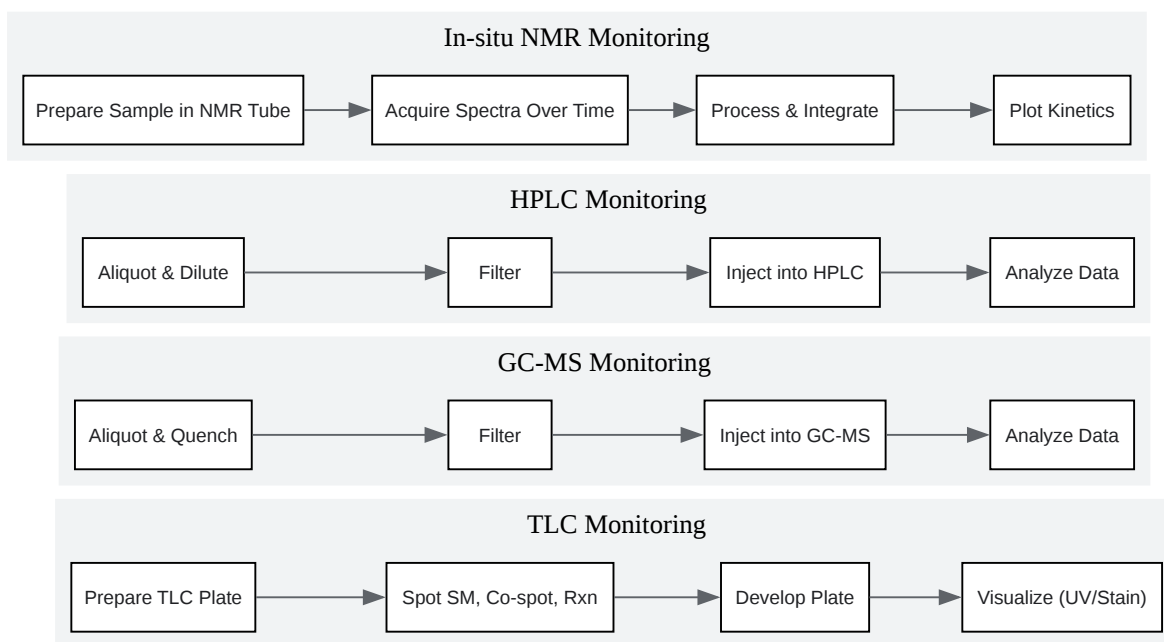 In-situ NMR Monitoring
Prepare Sample in NMR Tube
Acquire Spectra Over Time
Process & Integrate
Plot Kinetics
HPLC Monitoring
Aliquot & Dilute
Filter
Inject into HPLC
Analyze Data
GC-MS Monitoring
Aliquot & Quench
Filter
Inject into GC-MS
Analyze Data
TLC Monitoring
Prepare TLC Plate
Spot SM, Co-spot, Rxn
Develop Plate
Visualize (UV/Stain)